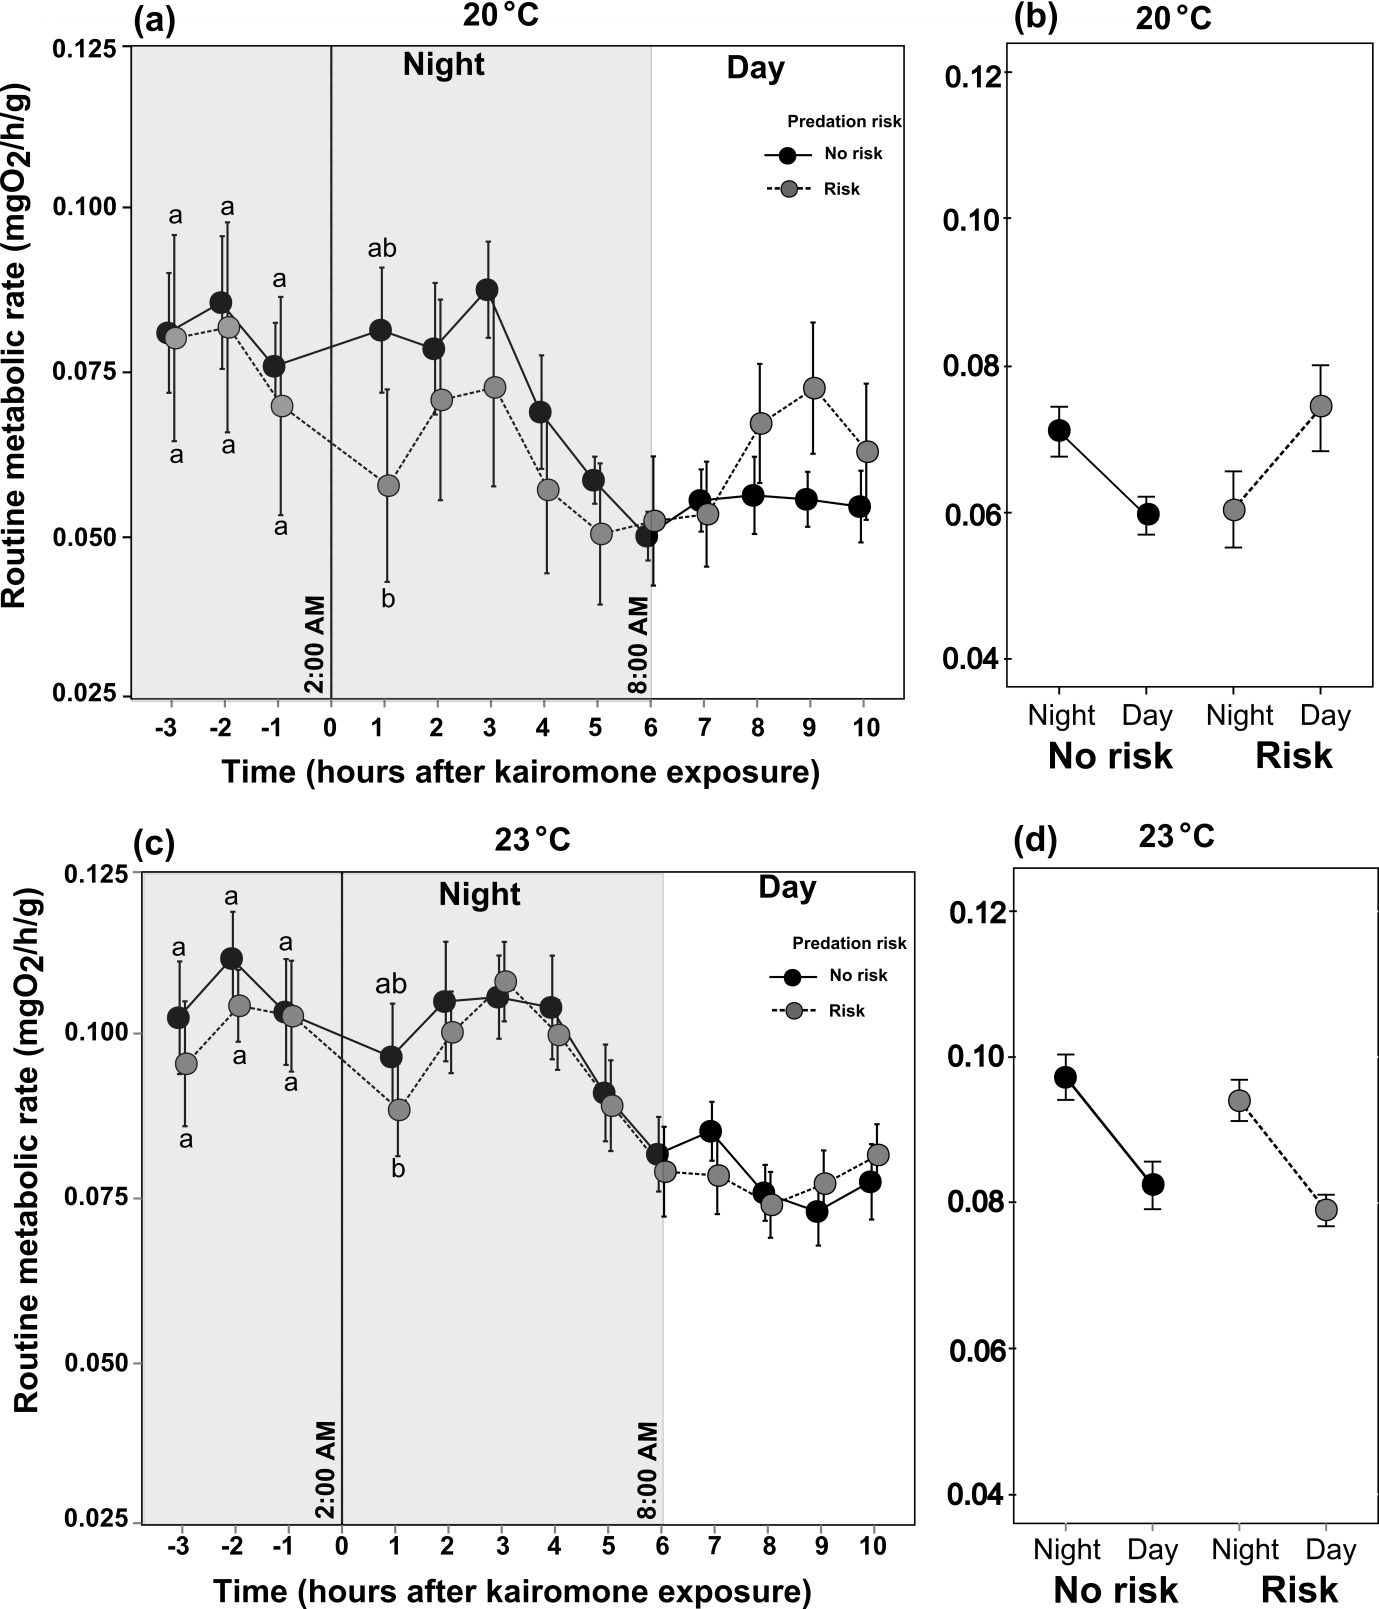 (a)
20 °C
Night
Day
Predation risk
No risk
Risk
Routine metabolic rate (mgO2/h/g)
0.125
0.100
0.075
0.050
0.025
a
a
a
ab
a
a
a
b
2:00 AM
8:00 AM
-3 -2 -1 0 1 2 3 4 5 6 7 8 9 10
Time (hours after kairomone exposure)
(b)
20 °C
0.12
0.10
0.08
0.06
0.04
Night Day Night Day
No risk Risk
(c)
23 °C
Night
Day
Predation risk
No risk
Risk
Routine metabolic rate (mgO2/h/g)
0.125
0.100
0.075
0.050
0.025
a
a
a
ab
a
a
a
b
2:00 AM
8:00 AM
-3 -2 -1 0 1 2 3 4 5 6 7 8 9 10
Time (hours after kairomone exposure)
(d)
23 °C
0.12
0.10
0.08
0.06
0.04
Night Day Night Day
No risk Risk